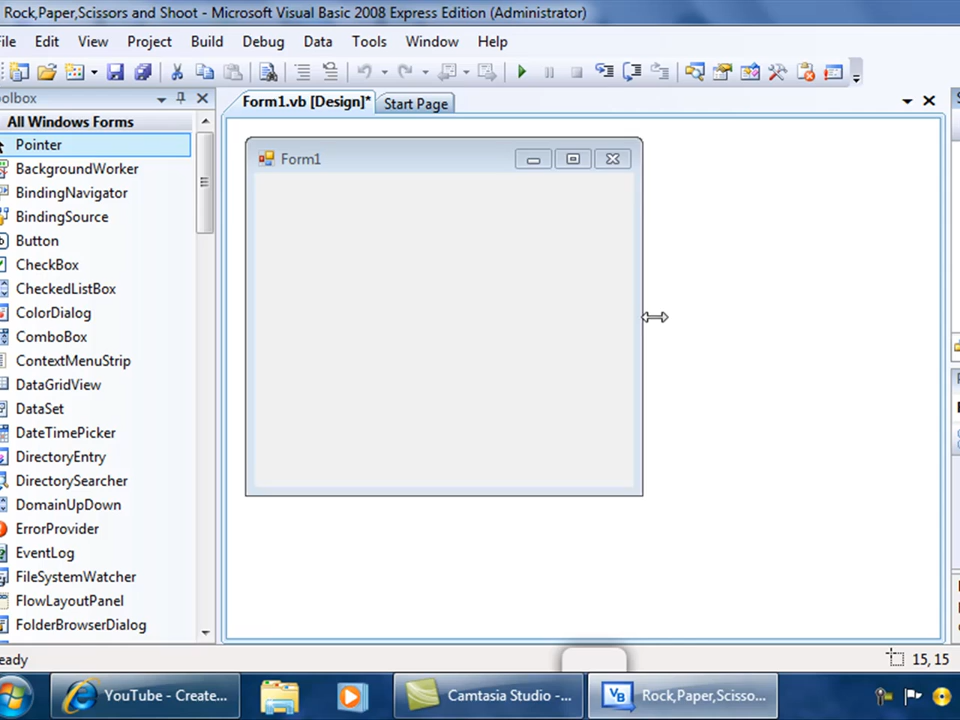 Rock,Paper,Scissors and Shoot - Microsoft Visual Basic 2008 Express Edition (Administrator)
File Edit View Project Build Debug Data Tools Window Help
oolbox
Form1.vb [Design]* Start Page
All Windows Forms
Pointer
BackgroundWorker
BindingNavigator
BindingSource
Button
CheckBox
CheckedListBox
ColorDialog
ComboBox
ContextMenuStrip
DataGridView
DataSet
DateTimePicker
DirectoryEntry
DirectorySearcher
DomainUpDown
ErrorProvider
EventLog
FileSystemWatcher
FlowLayoutPanel
FolderBrowserDialog
Form1
eady
15, 15
YouTube - Create...
Camtasia Studio -...
VB
Rock,Paper,Scisso...